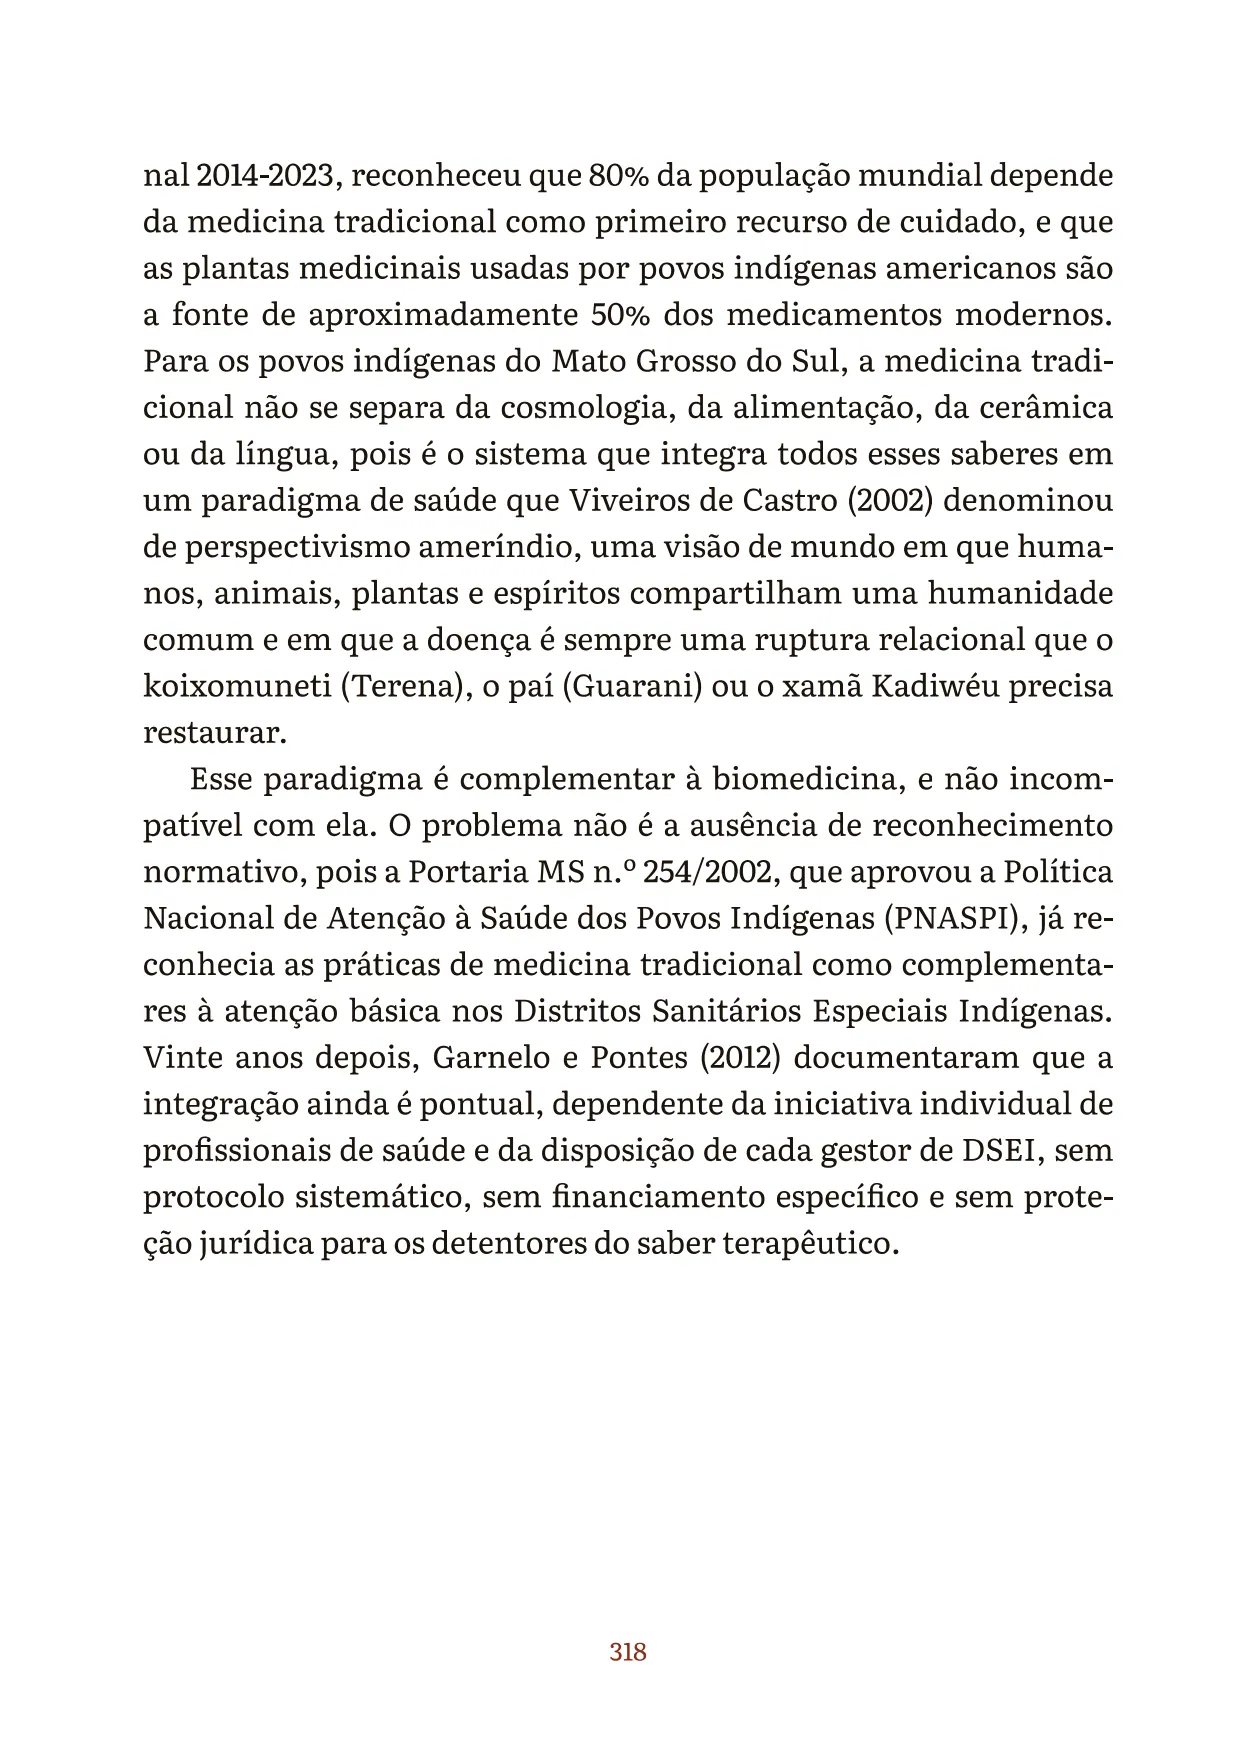 nal 2014-2023, reconheceu que 80% da população mundial depende
da medicina tradicional como primeiro recurso de cuidado, e que
as plantas medicinais usadas por povos indígenas americanos são
a fonte de aproximadamente 50% dos medicamentos modernos.
Para os povos indígenas do Mato Grosso do Sul, a medicina tradi-
cional não se separa da cosmologia, da alimentação, da cerâmica
ou da língua, pois é o sistema que integra todos esses saberes em
um paradigma de saúde que Viveiros de Castro (2002) denominou
de perspectivismo ameríndio, uma visão de mundo em que huma-
nos, animais, plantas e espíritos compartilham uma humanidade
comum e em que a doença é sempre uma ruptura relacional que o
koixomuneti (Terena), o paí (Guarani) ou o xamã Kadiwéu precisa
restaurar.
Esse paradigma é complementar à biomedicina, e não incom-
patível com ela. O problema não é a ausência de reconhecimento
normativo, pois a Portaria MS n.º 254/2002, que aprovou a Política
Nacional de Atenção à Saúde dos Povos Indígenas (PNASPI), já re-
conhecia as práticas de medicina tradicional como complementa-
res à atenção básica nos Distritos Sanitários Especiais Indígenas.
Vinte anos depois, Garnelo e Pontes (2012) documentaram que a
integração ainda é pontual, dependente da iniciativa individual de
profissionais de saúde e da disposição de cada gestor de DSEI, sem
protocolo sistemático, sem financiamento específico e sem prote-
ção jurídica para os detentores do saber terapêutico.
318